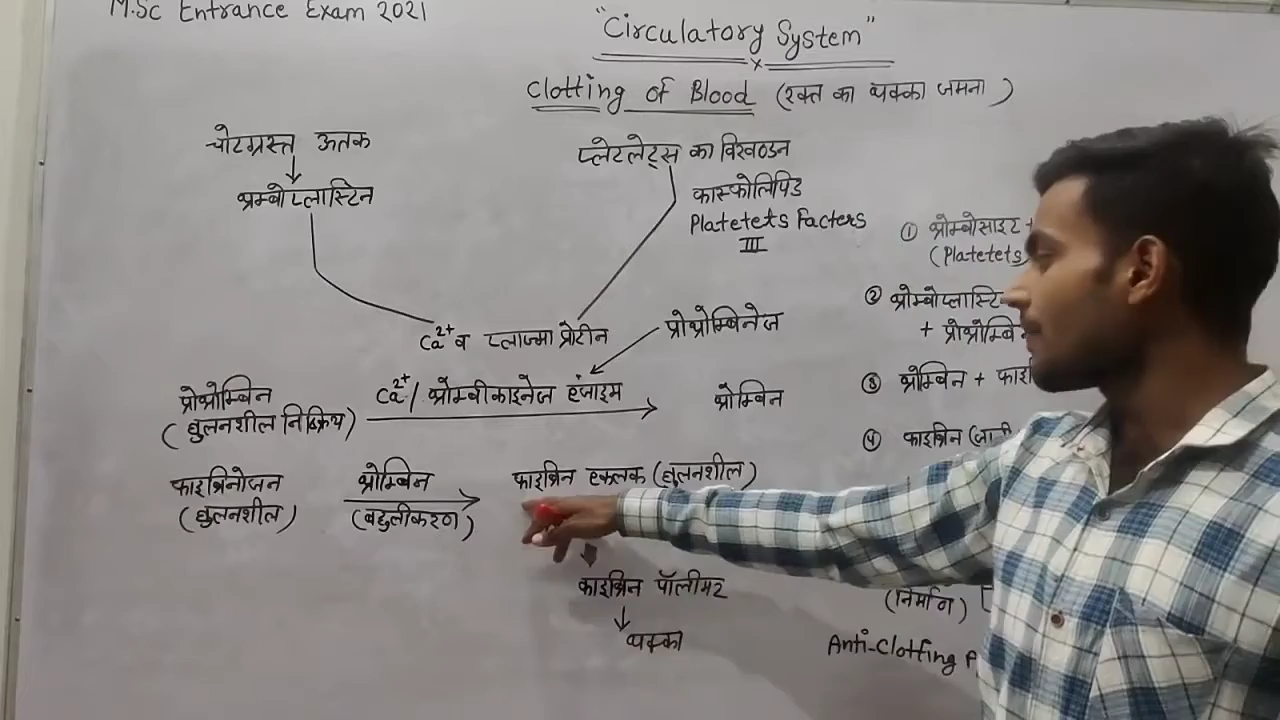 M.Sc Entrance Exam 2021
"Circulatory System"
Clotting of Blood (रक्त का थक्का जमना)
चोटग्रस्त ऊतक
थ्रम्बोप्लास्टिन
प्लेटलेट्स का विखण्डन
फास्फोलिपिड
Platetets Factors
III
Ca2+ व प्लाज्मा प्रोटीन
प्रोथ्रोम्बिनेज
प्रोथ्रोम्बिन
(घुलनशील निष्क्रिय)
Ca2+/ थ्रोम्बोकाइनेज एंजाइम
थ्रोम्बिन
फाइब्रिनोजन
(घुलनशील)
थ्रोम्बिन
(बहुलीकरण)
फाइब्रिन एकलक (घुलनशील)
फाइब्रिन पॉलीमर
थक्का
① थ्रोम्बोसाइट +
(Platetets)
② थ्रोम्बोप्लास्टि
+ प्रोथ्रोम्बिन
③ थ्रोम्बिन + फाइ
④ फाइब्रिन
(निर्माण)
Anti-Clotting